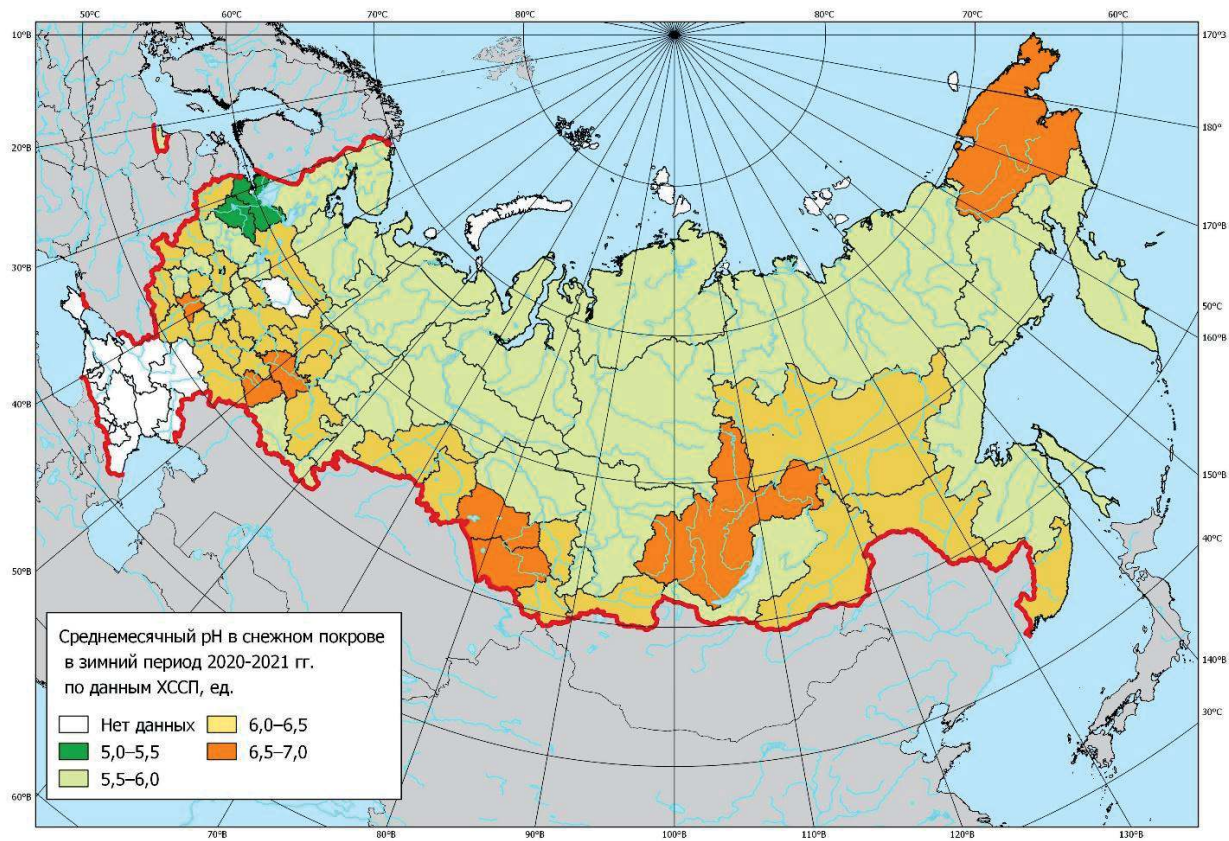 50°С
60°С
70°С
80°С
80°С
70°С
60°С
10°В
170°З
20°В
180°
170°В
30°В
50°С
160°В
40°В
150°В
40°С
50°В
140°В
30°С
60°В
Среднемесячный pH в снежном покрове
в зимний период 2020-2021 гг.
по данным ХССП, ед.
Нет данных
6,0–6,5
5,0–5,5
6,5–7,0
5,5–6,0
70°В
80°В
90°В
100°В
110°В
120°В
130°В